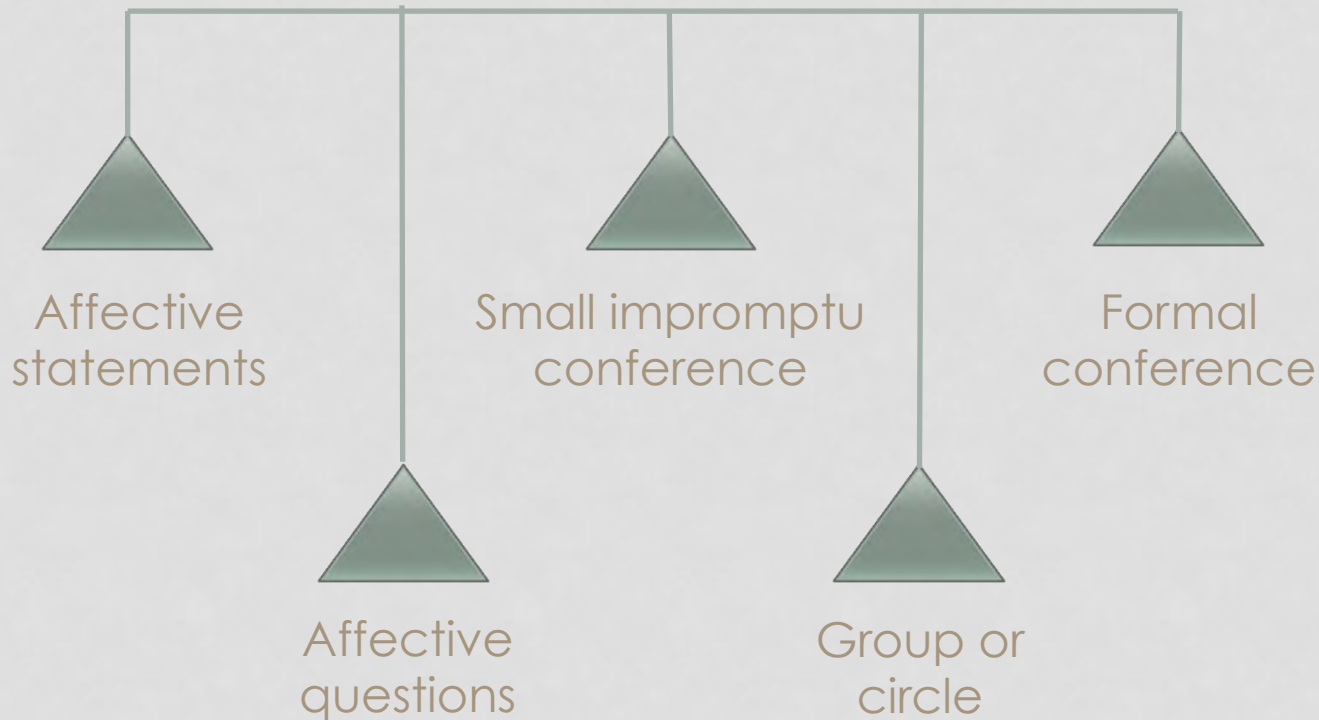 Affective
statements
Small impromptu
conference
Formal
conference
Affective
questions
Group or
circle